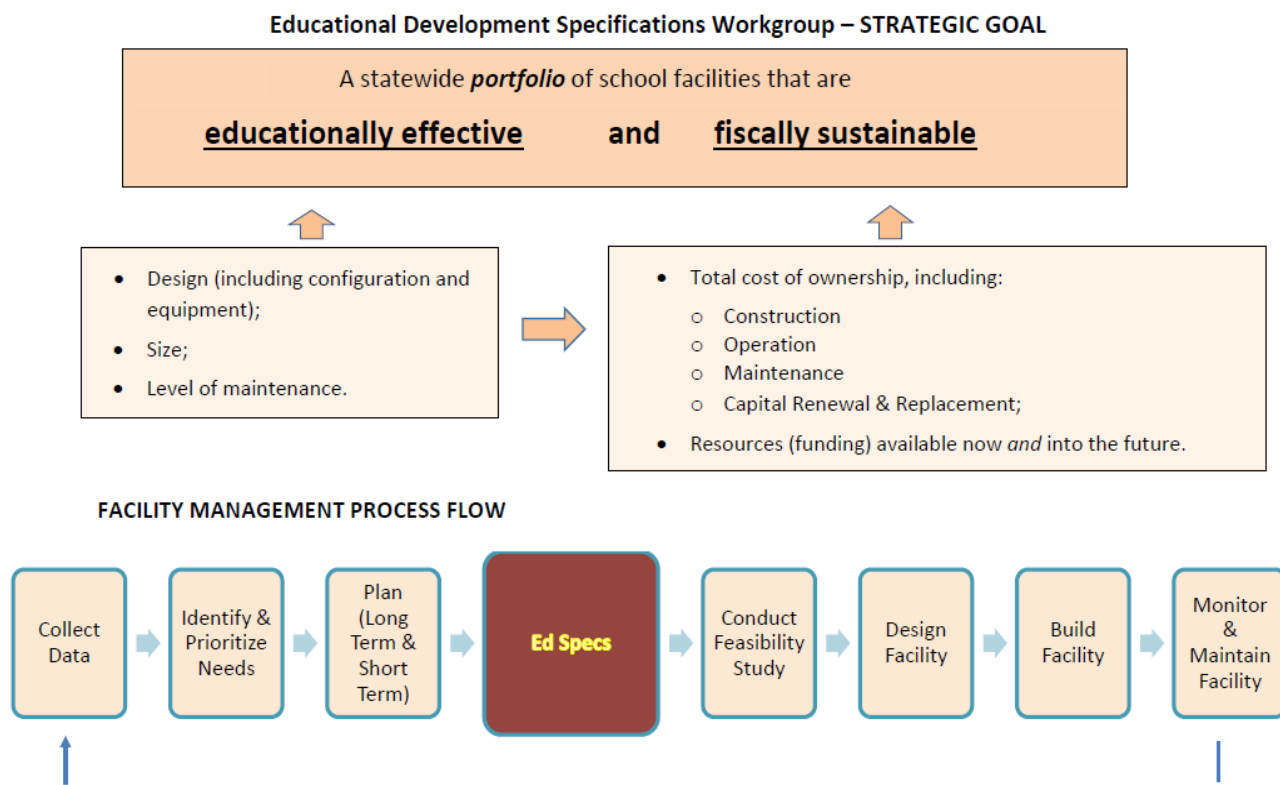 Educational Development Specifications Workgroup – STRATEGIC GOAL
A statewide portfolio of school facilities that are
educationally effective and fiscally sustainable
• Design (including configuration and
equipment);
• Size;
• Level of maintenance.
• Total cost of ownership, including:
o Construction
o Operation
o Maintenance
o Capital Renewal & Replacement;
• Resources (funding) available now and into the future.
FACILITY MANAGEMENT PROCESS FLOW
Collect
Data
Identify &
Prioritize
Needs
Plan
(Long
Term &
Short
Term)
Ed Specs
Conduct
Feasibility
Study
Design
Facility
Build
Facility
Monitor
&
Maintain
Facility